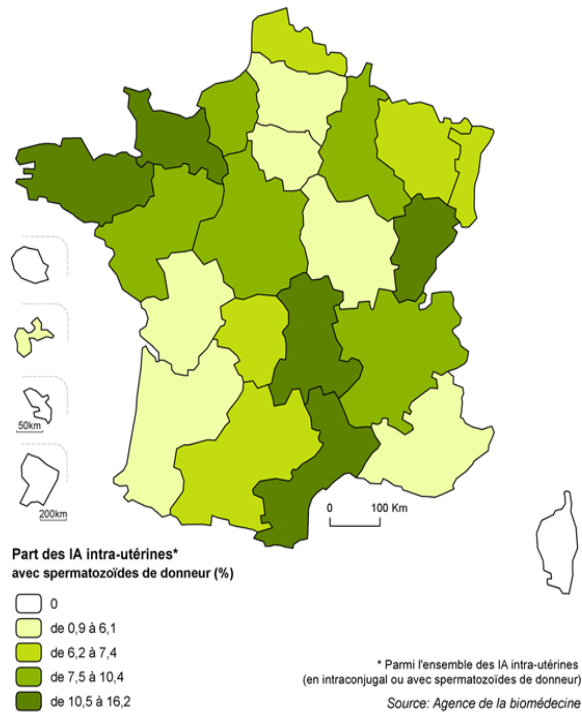 50km
200km
0 100 Km
Part des IA intra-utérines*
avec spermatozoïdes de donneur (%)
0
de 0,9 à 6,1
de 6,2 à 7,4
de 7,5 à 10,4
de 10,5 à 16,2
* Parmi l'ensemble des IA intra-utérines
(en intraconjugal ou avec spermatozoïdes de donneur)
Source: Agence de la biomédecine